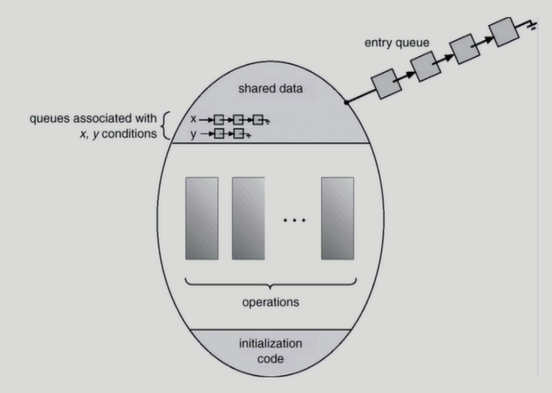 entry queue
shared data
queues associated with
x, y conditions
x
y
...
operations
initialization
code